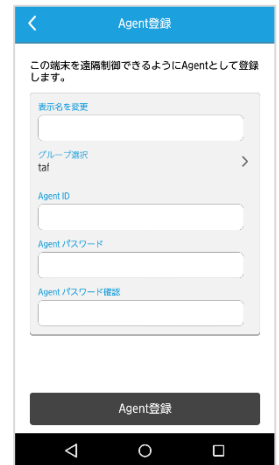 Agent登録
この端末を遠隔制御できるようにAgentとして登録
します。
表示名を変更
グループ選択
taf
Agent ID
Agent パスワード
Agent パスワード確認
Agent登録